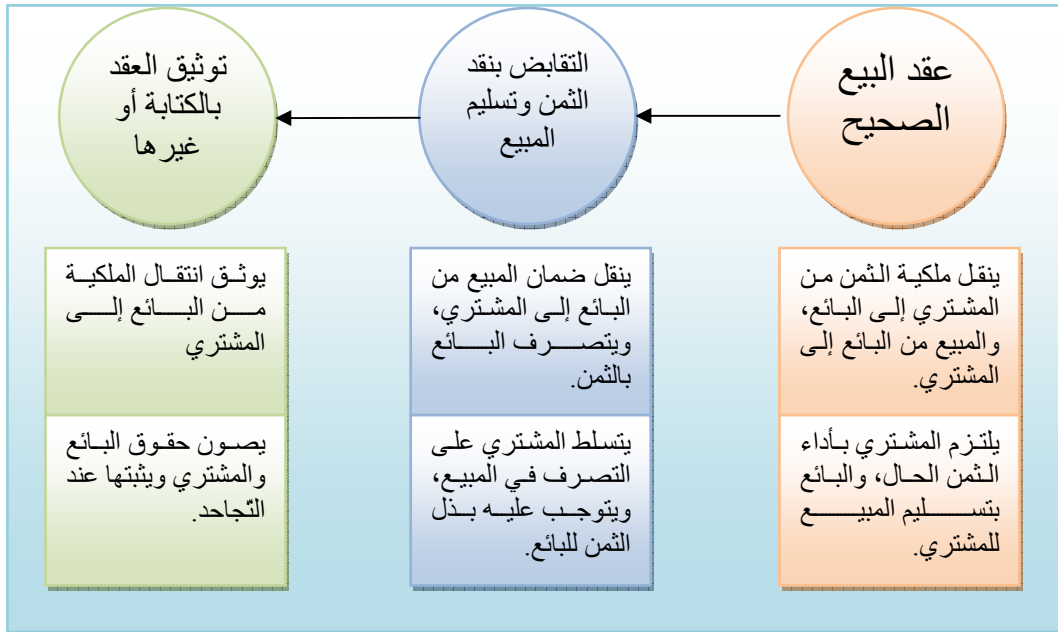 عقد البيع
الصحيح
التقابض بنقد
الثمن وتسليم
المبيع
توثيق العقد
بالكتابة أو
غيرها
ينقل ملكية الثمن من
المشتري إلى البائع،
والمبيع من البائع إلى
المشتري.
يلتزم المشتري بأداء
الثمن الحال، والبائع
بتسليم المبيع
للمشتري.
ينقل ضمان المبيع من
البائع إلى المشتري،
ويتصرف البائع
بالثمن.
يتسلط المشتري على
التصرف في المبيع،
ويتوجب عليه بذل
الثمن للبائع.
يوثق انتقال الملكية
من البائع إلى
المشتري
يصون حقوق البائع
والمشتري ويثبتها عند
التّجاحد.